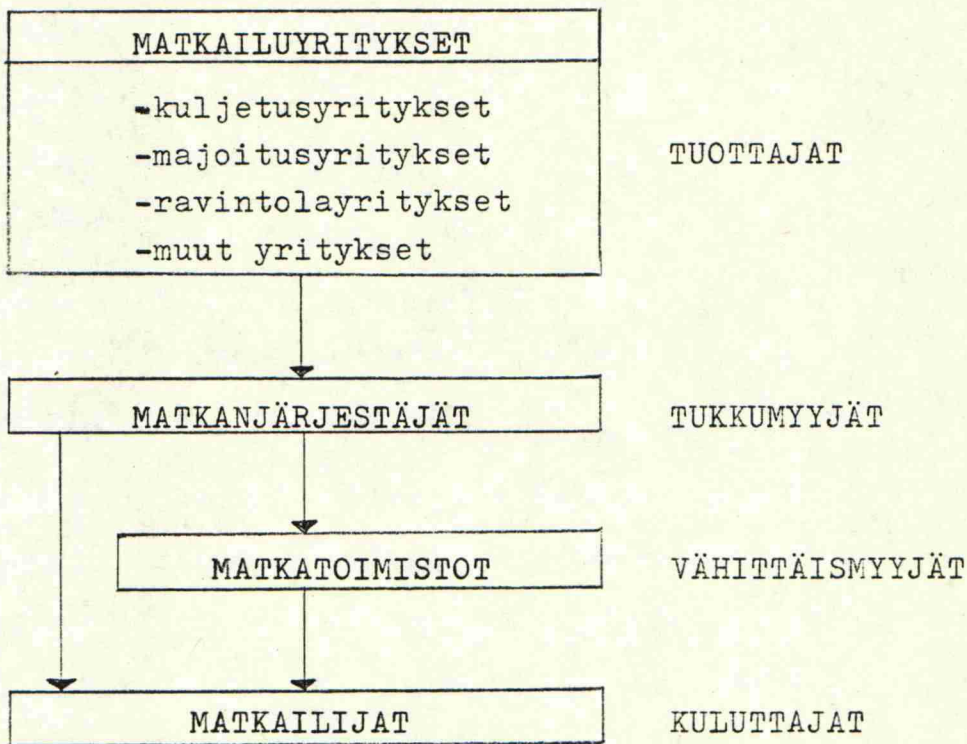 MATKAILUYRITYKSET
-kuljetusyritykset
-majoitusyritykset
-ravintolayritykset
-muut yritykset
TUOTTAJAT
MATKANJÄRJESTÄJÄT
TUKKUMYYJÄT
MATKATOIMISTOT
VÄHITTÄISMYYJÄT
MATKAILIJAT
KULUTTAJAT